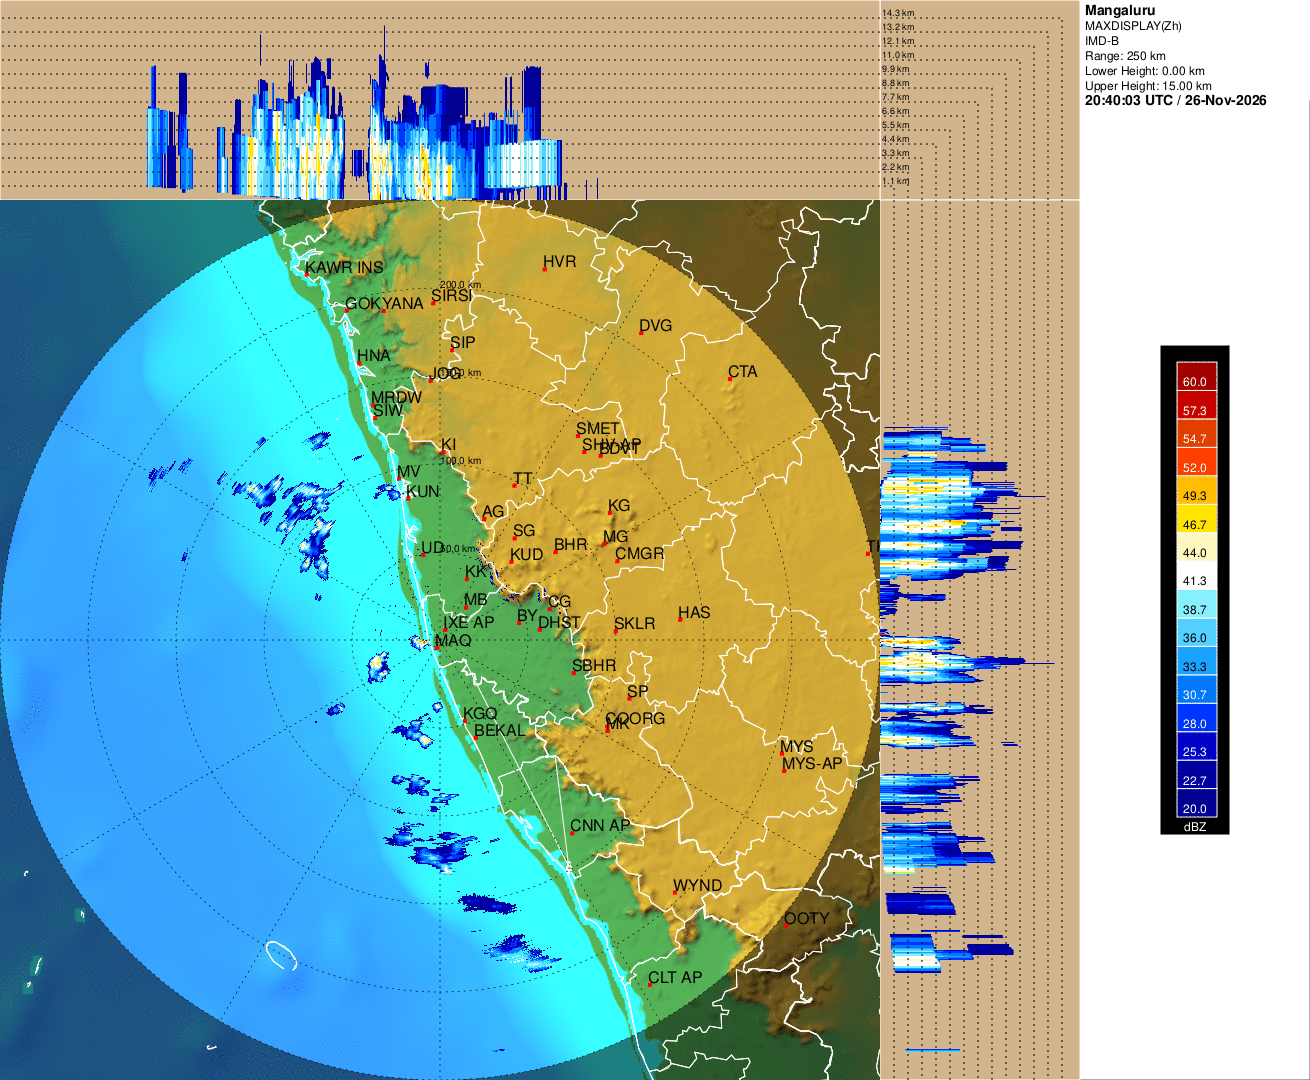 14.3 km
13.2 km
12.1 km
11.0 km
9.9 km
8.8 km
7.7 km
6.6 km
5.5 km
4.4 km
3.3 km
2.2 km
1.1 km
Mangaluru
MAXDISPLAY(Zh)
IMD-B
Range: 250 km
Lower Height: 0.00 km
Upper Height: 15.00 km
20:40:03 UTC / 26-Nov-2026
KAWR INS
HVR
200.0 km
SIRSI
GOKYANA
DVG
SIP
HNA
JOG
150.0 km
CTA
MRDW
SIW
SMET
SHV-AP
BDVT
KI
100.0 km
MV
TT
KUN
AG
KG
SG
MG
UD
50.0 km
KUD
BHR
CMGR
KK
MB
CG
IXE AP
BY
DHST
SKLR
HAS
MAQ
SBHR
SP
KGQ
COORG
MK
BEKAL
MYS
MYS-AP
CNN AP
WYND
OOTY
CLT AP
60.0
57.3
54.7
52.0
49.3
46.7
44.0
41.3
38.7
36.0
33.3
30.7
28.0
25.3
22.7
20.0
dBZ